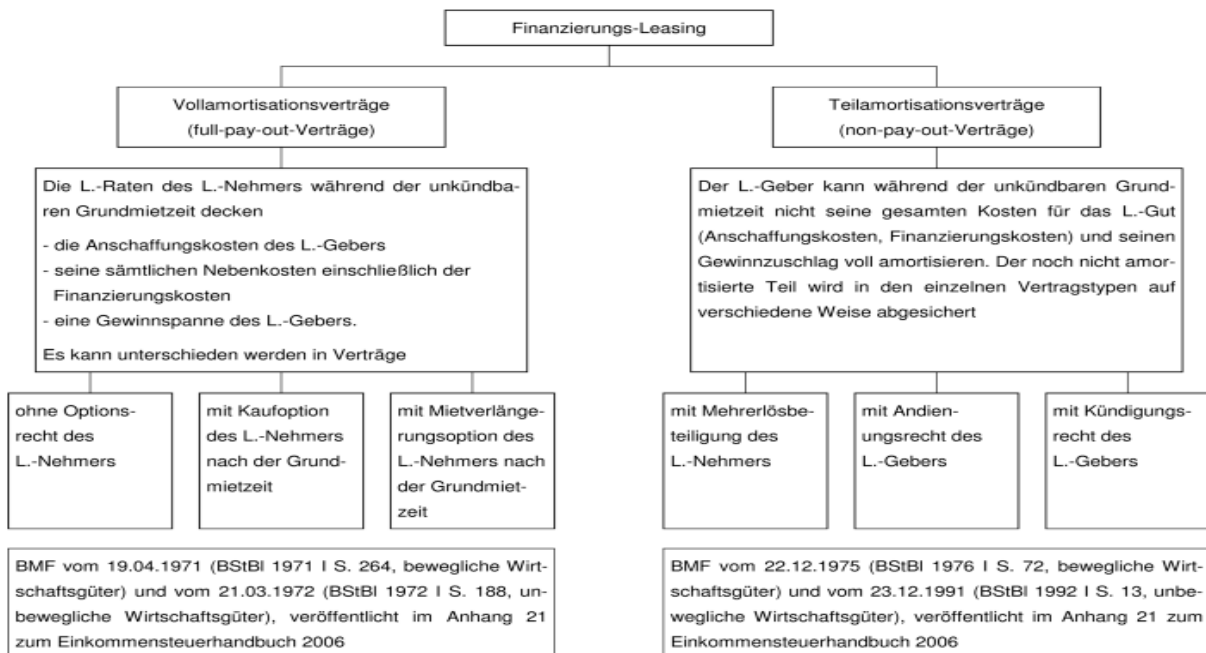 Finanzierungs-Leasing
Vollamortisationsverträge
(full-pay-out-Verträge)
Teilamortisationsverträge
(non-pay-out-Verträge)
Die L.-Raten des L.-Nehmers während der unkündba-
ren Grundmietzeit decken
- die Anschaffungskosten des L.-Gebers
- seine sämtlichen Nebenkosten einschließlich der
Finanzierungskosten
- eine Gewinnspanne des L.-Gebers.
Es kann unterschieden werden in Verträge
Der L.-Geber kann während der unkündbaren Grund-
mietzeit nicht seine gesamten Kosten für das L.-Gut
(Anschaffungskosten, Finanzierungskosten) und seinen
Gewinnzuschlag voll amortisieren. Der noch nicht amor-
tisierte Teil wird in den einzelnen Vertragstypen auf
verschiedene Weise abgesichert
ohne Options-
recht des
L.-Nehmers
mit Kaufoption
des L.-Nehmers
nach der Grund-
mietzeit
mit Mietverlänge-
rungsoption des
L.-Nehmers nach
der Grundmiet-
zeit
mit Mehrerlösbe-
teiligung des
L.-Nehmers
mit Andien-
ungsrecht des
L.-Gebers
mit Kündigungs-
recht des
L.-Gebers
BMF vom 19.04.1971 (BStBl 1971 I S. 264, bewegliche Wirt-
schaftsgüter) und vom 21.03.1972 (BStBl 1972 I S. 188, un-
bewegliche Wirtschaftsgüter), veröffentlicht im Anhang 21
zum Einkommensteuerhandbuch 2006
BMF vom 22.12.1975 (BStBl 1976 I S. 72, bewegliche Wirt-
schaftsgüter) und vom 23.12.1991 (BStBl 1992 I S. 13, unbe-
wegliche Wirtschaftsgüter), veröffentlicht im Anhang 21 zum
Einkommensteuerhandbuch 2006